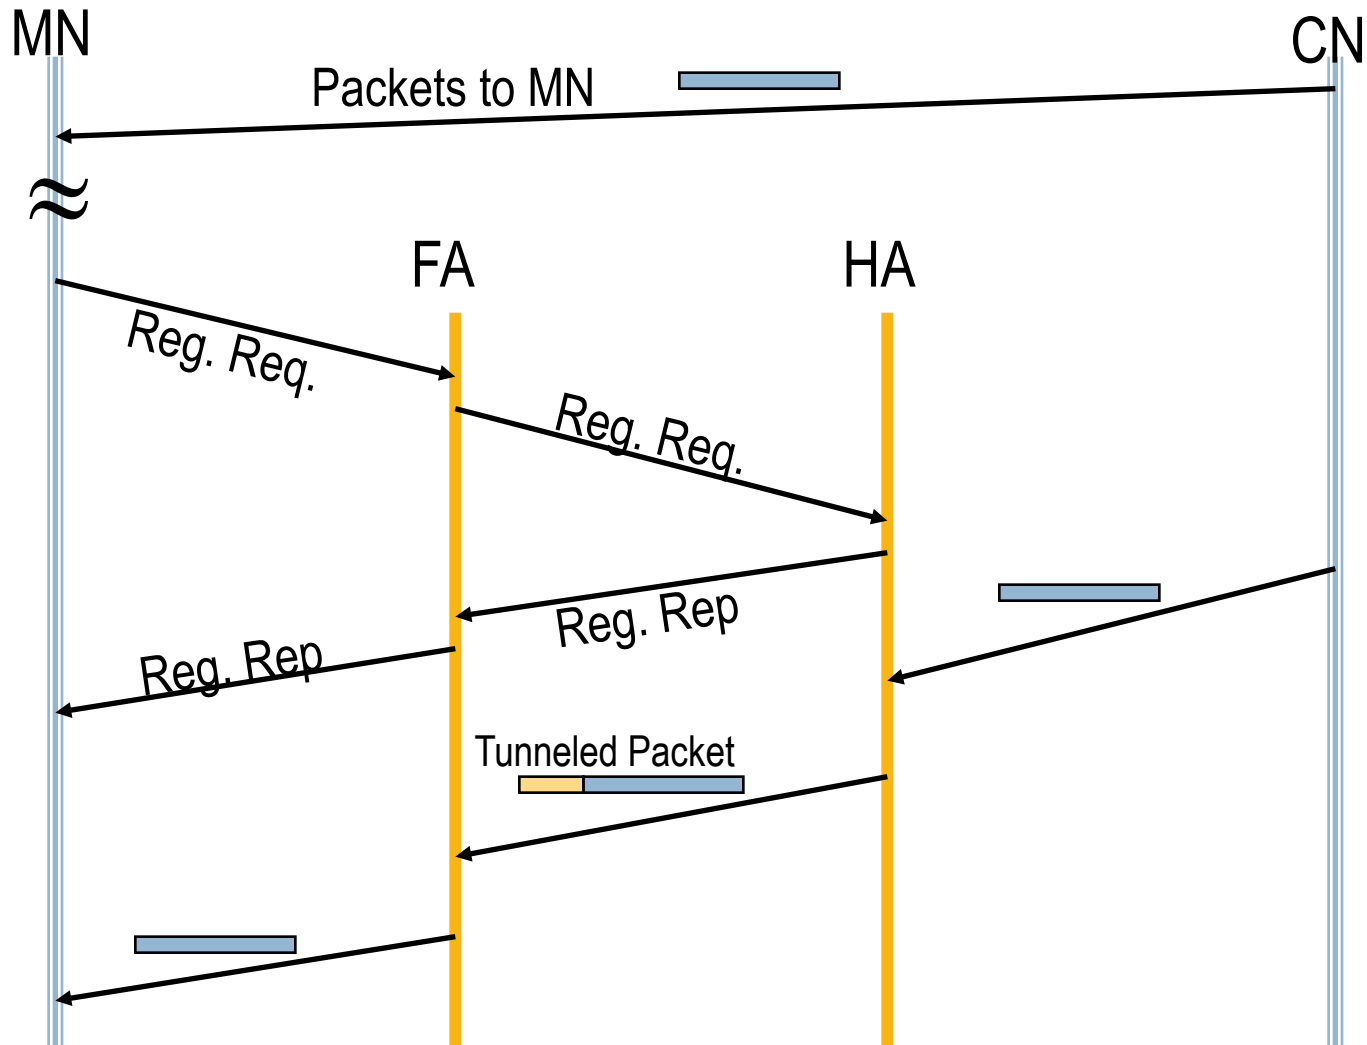 MN
CN
Packets to MN
FA
HA
Reg. Req.
Reg. Req.
Reg. Rep
Reg. Rep
Tunneled Packet